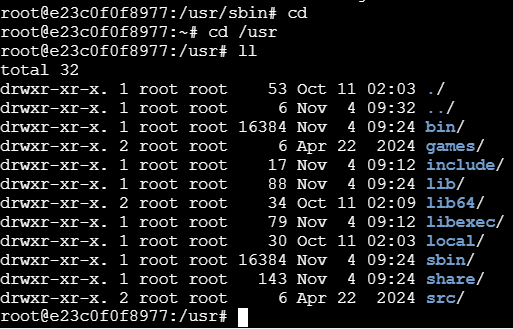 root@e23c0f0f8977:/usr/sbin# cd
root@e23c0f0f8977:~# cd /usr
root@e23c0f0f8977:/usr# ll
total 32
drwxr-xr-x. 1 root root    53 Oct 11 02:03 ./
drwxr-xr-x. 1 root root     6 Nov  4 09:32 ../
drwxr-xr-x. 1 root root 16384 Nov  4 09:24 bin/
drwxr-xr-x. 2 root root     6 Apr 22  2024 games/
drwxr-xr-x. 1 root root    17 Nov  4 09:12 include/
drwxr-xr-x. 1 root root    88 Nov  4 09:24 lib/
drwxr-xr-x. 2 root root    34 Oct 11 02:09 lib64/
drwxr-xr-x. 1 root root    79 Nov  4 09:12 libexec/
drwxr-xr-x. 1 root root    30 Oct 11 02:03 local/
drwxr-xr-x. 1 root root 16384 Nov  4 09:24 sbin/
drwxr-xr-x. 1 root root   143 Nov  4 09:24 share/
drwxr-xr-x. 2 root root     6 Apr 22  2024 src/
root@e23c0f0f8977:/usr#